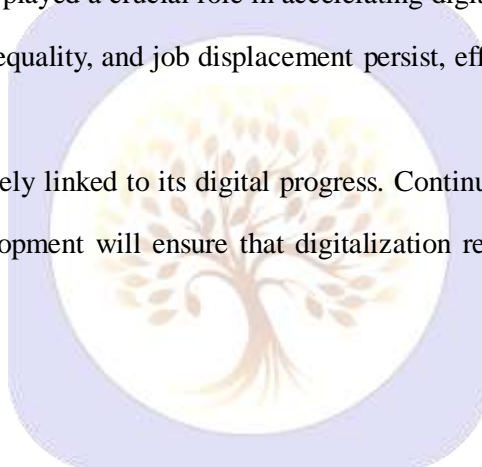 played a crucial role in accelerating digit
equality, and job displacement persist, eff
ely linked to its digital progress. Continu
opment will ensure that digitalization re